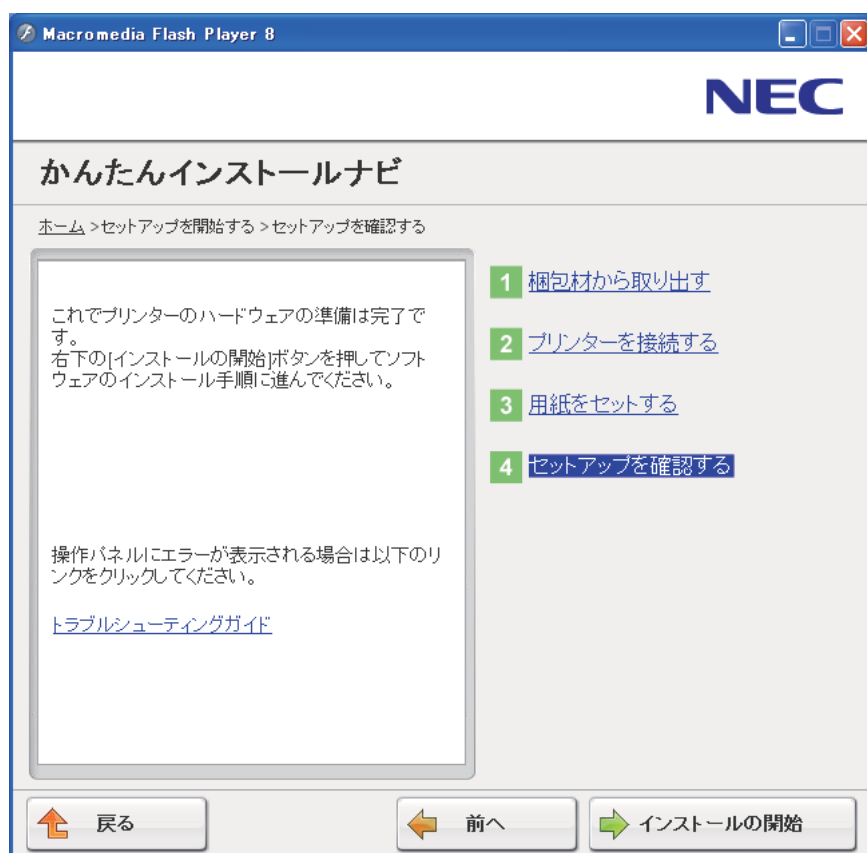 Macromedia Flash Player 8
NEC
かんたんインストールナビ
ホーム >セットアップを開始する >セットアップを確認する
これでプリンターのハードウェアの準備は完了で
す。
右下の[インストールの開始]ボタンを押してソフト
ウェアのインストール手順に進んでください。
操作パネルにエラーが表示される場合は以下のリ
ンクをクリックしてください。
トラブルシューティングガイド
1 梱包材から取り出す
2 プリンターを接続する
3 用紙をセットする
4 セットアップを確認する
戻る
前へ
インストールの開始